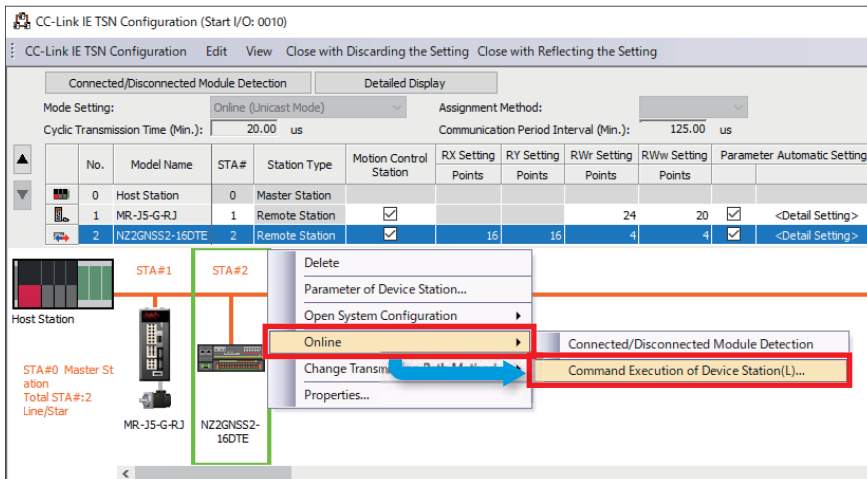 CC-Link IE TSN Configuration (Start I/O: 0010)
CC-Link IE TSN Configuration Edit View Close with Discarding the Setting Close with Reflecting the Setting
Connected/Disconnected Module Detection Detailed Display
Mode Setting: Online (Unicast Mode) Assignment Method:
Cyclic Transmission Time (Min.): 20.00 us Communication Period Interval (Min.): 125.00 us
No. Model Name STA# Station Type Motion Control Station RX Setting RY Setting RWr Setting RWw Setting Parameter Automatic Setting
Points Points Points Points
0 Host Station 0 Master Station
1 MR-J5-G-RJ 1 Remote Station 24 20 <Detail Setting>
2 NZ2GNSS2-16DTE 2 Remote Station 16 16 4 4 <Detail Setting>
STA#1 STA#2
Host Station
STA#0 Master St
ation
Total STA#:2
Line/Star
MR-J5-G-RJ
NZ2GNSS2-
16DTE
Delete
Parameter of Device Station...
Open System Configuration
Online
Change
Properties...
Connected/Disconnected Module Detection
Command Execution of Device Station(L)...